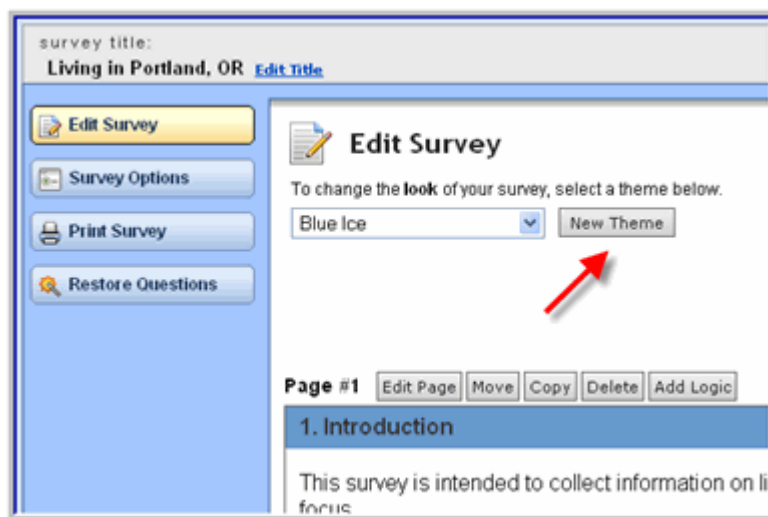 survey title:
Living in Portland, OR Edit Title
Edit Survey
Survey Options
Print Survey
Restore Questions
Edit Survey
To change the look of your survey, select a theme below.
Blue Ice New Theme
Page #1 Edit Page Move Copy Delete Add Logic
1. Introduction
This survey is intended to collect information on li
focus